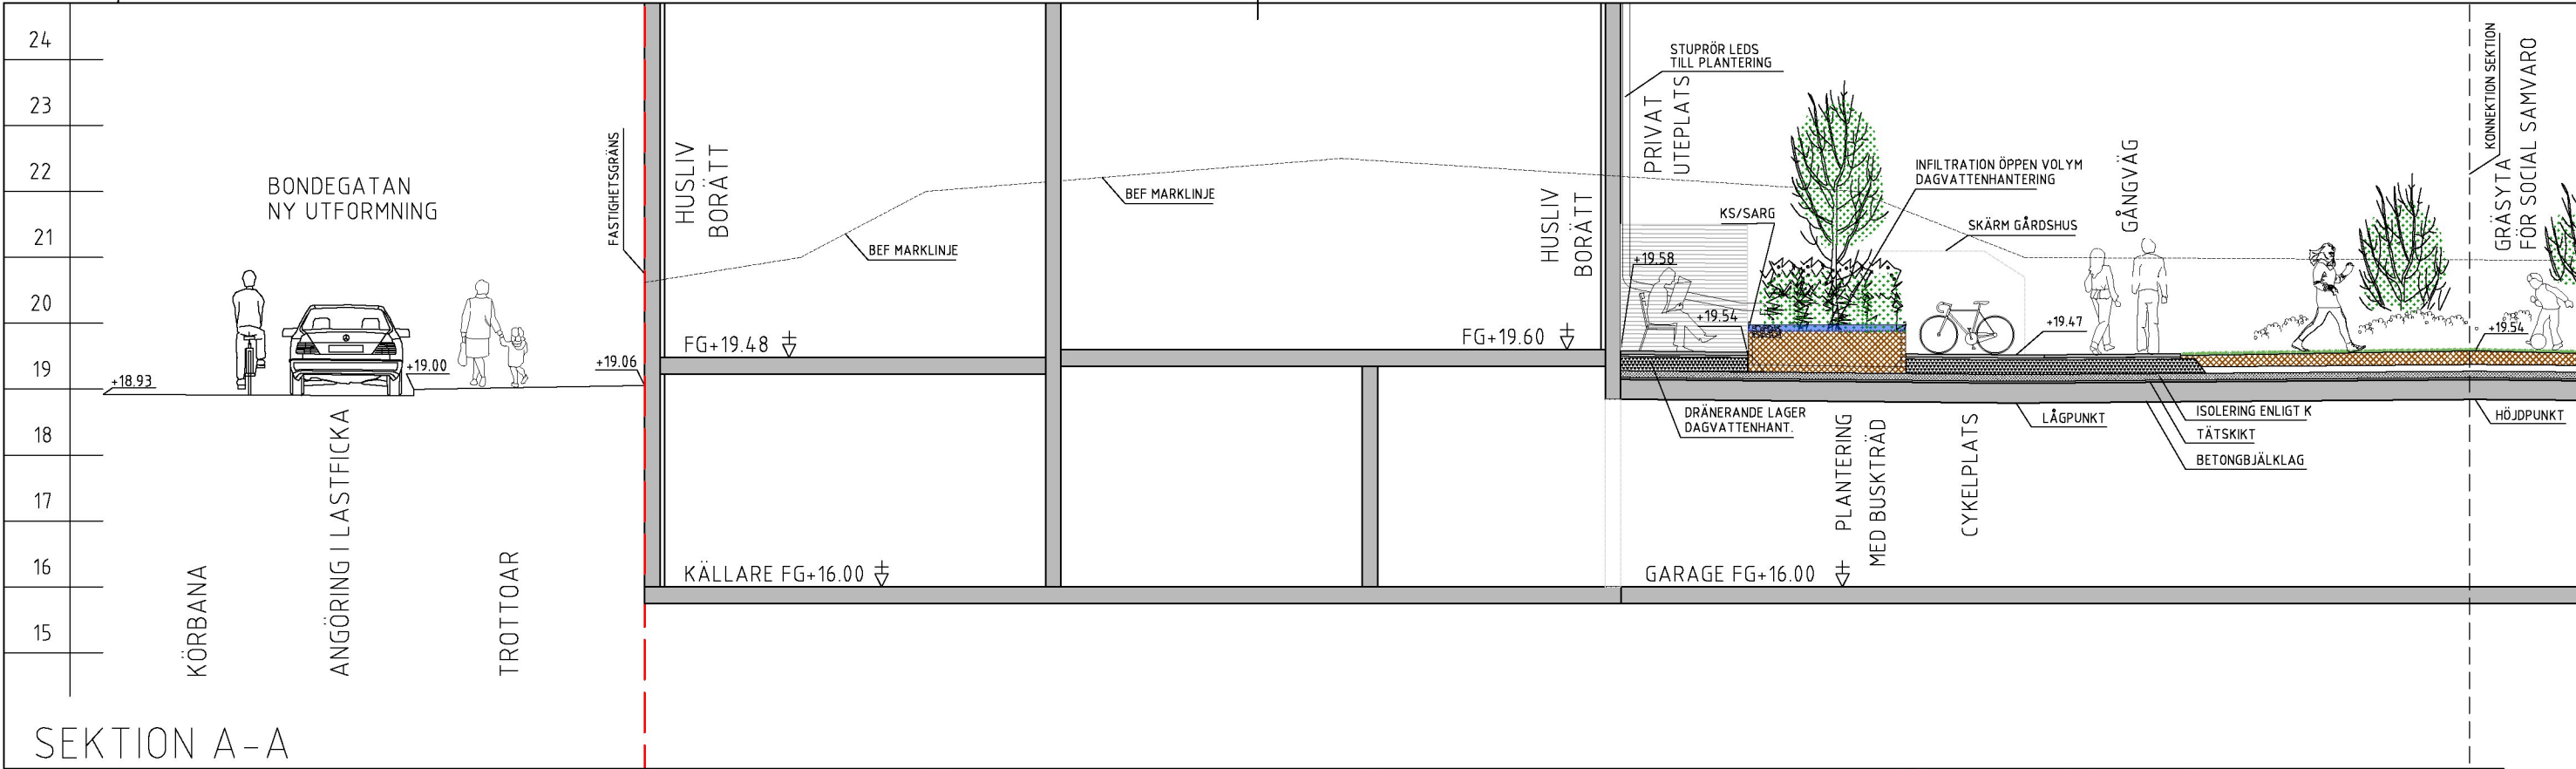 24
23
22
21
20
19
18
17
16
15
BONDEGATAN
NY UTFORMNING
+18.93
+19.00
+19.06
KÖRBANA
ANGÖRING I LASTFICKA
TROTTOAR
FASTIGHETSGRÄNS
HUSLIV
BORÄTT
BEF MARKLINJE
BEF MARKLINJE
FG+19.48
FG+19.60
KÄLLARE FG+16.00
HUSLIV
BORÄTT
STUPRÖR LEDS
TILL PLANTERING
PRIVAT
UTEPLATS
KS/SARG
+19.58
+19.54
INFILTRATION ÖPPEN VOLYM
DAGVATTENHANTERING
SKÄRM GÅRDSHUS
GÅNGVÄG
+19.47
DRÄNERANDE LAGER
DAGVATTENHANT.
PLANTERING
MED BUSKTRÄD
CYKELPLATS
LÅGPUNKT
ISOLERING ENLIGT K
TÄTSKIKT
BETONGBJÄLKLAG
GARAGE FG+16.00
KONNEKTION SEKTION
GRÄSYTA
FÖR SOCIAL SAMVARO
+19.54
HÖJDPUNKT
SEKTION A-A